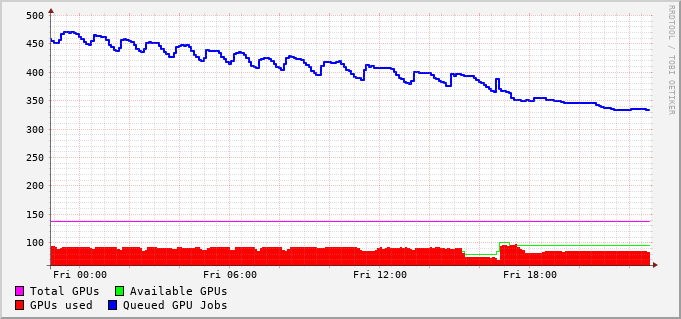 RRDTOOL / TOBI OETIKER
500
450
400
350
300
250
200
150
100
Fri 00:00 Fri 06:00 Fri 12:00 Fri 18:00
Total GPUs Available GPUs
GPUs used Queued GPU Jobs